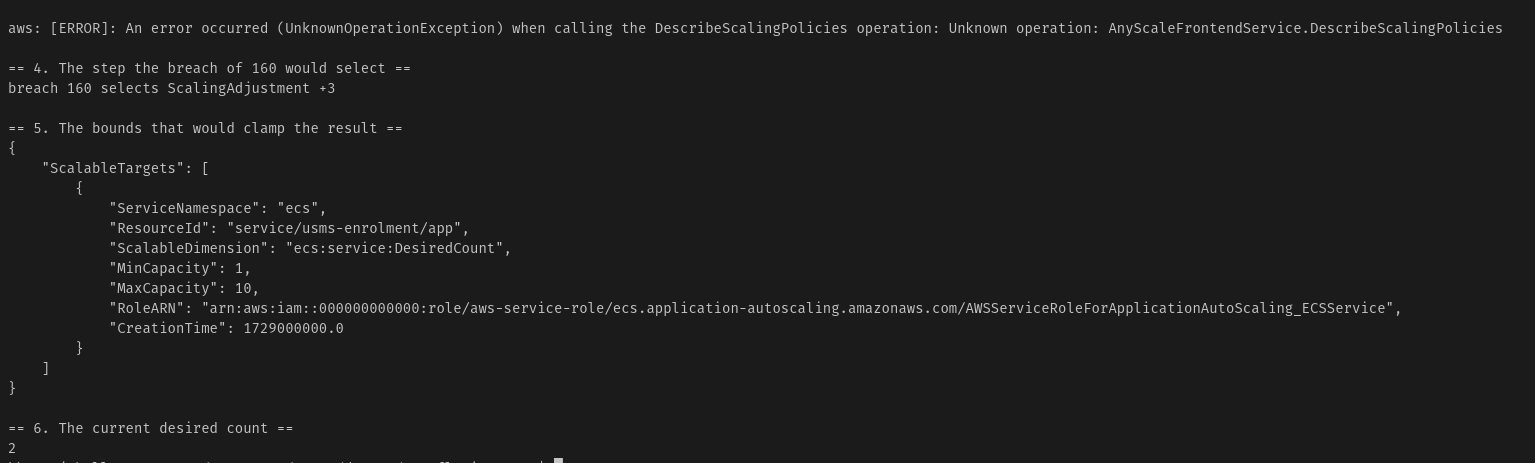 aws: [ERROR]: An error occurred (UnknownOperationException) when calling the DescribeScalingPolicies operation: Unknown operation: AnyScaleFrontendService.DescribeScalingPolicies
== 4. The step the breach of 160 would select ==
breach 160 selects ScalingAdjustment +3
== 5. The bounds that would clamp the result ==
{
    "ScalableTargets": [
        {
            "ServiceNamespace": "ecs",
            "ResourceId": "service/usms-enrolment/app",
            "ScalableDimension": "ecs:service:DesiredCount",
            "MinCapacity": 1,
            "MaxCapacity": 10,
            "RoleARN": "arn:aws:iam::000000000000:role/aws-service-role/ecs.application-autoscaling.amazonaws.com/AWSServiceRoleForApplicationAutoScaling_ECSService",
            "CreationTime": 1729000000.0
        }
    ]
}
== 6. The current desired count ==
2